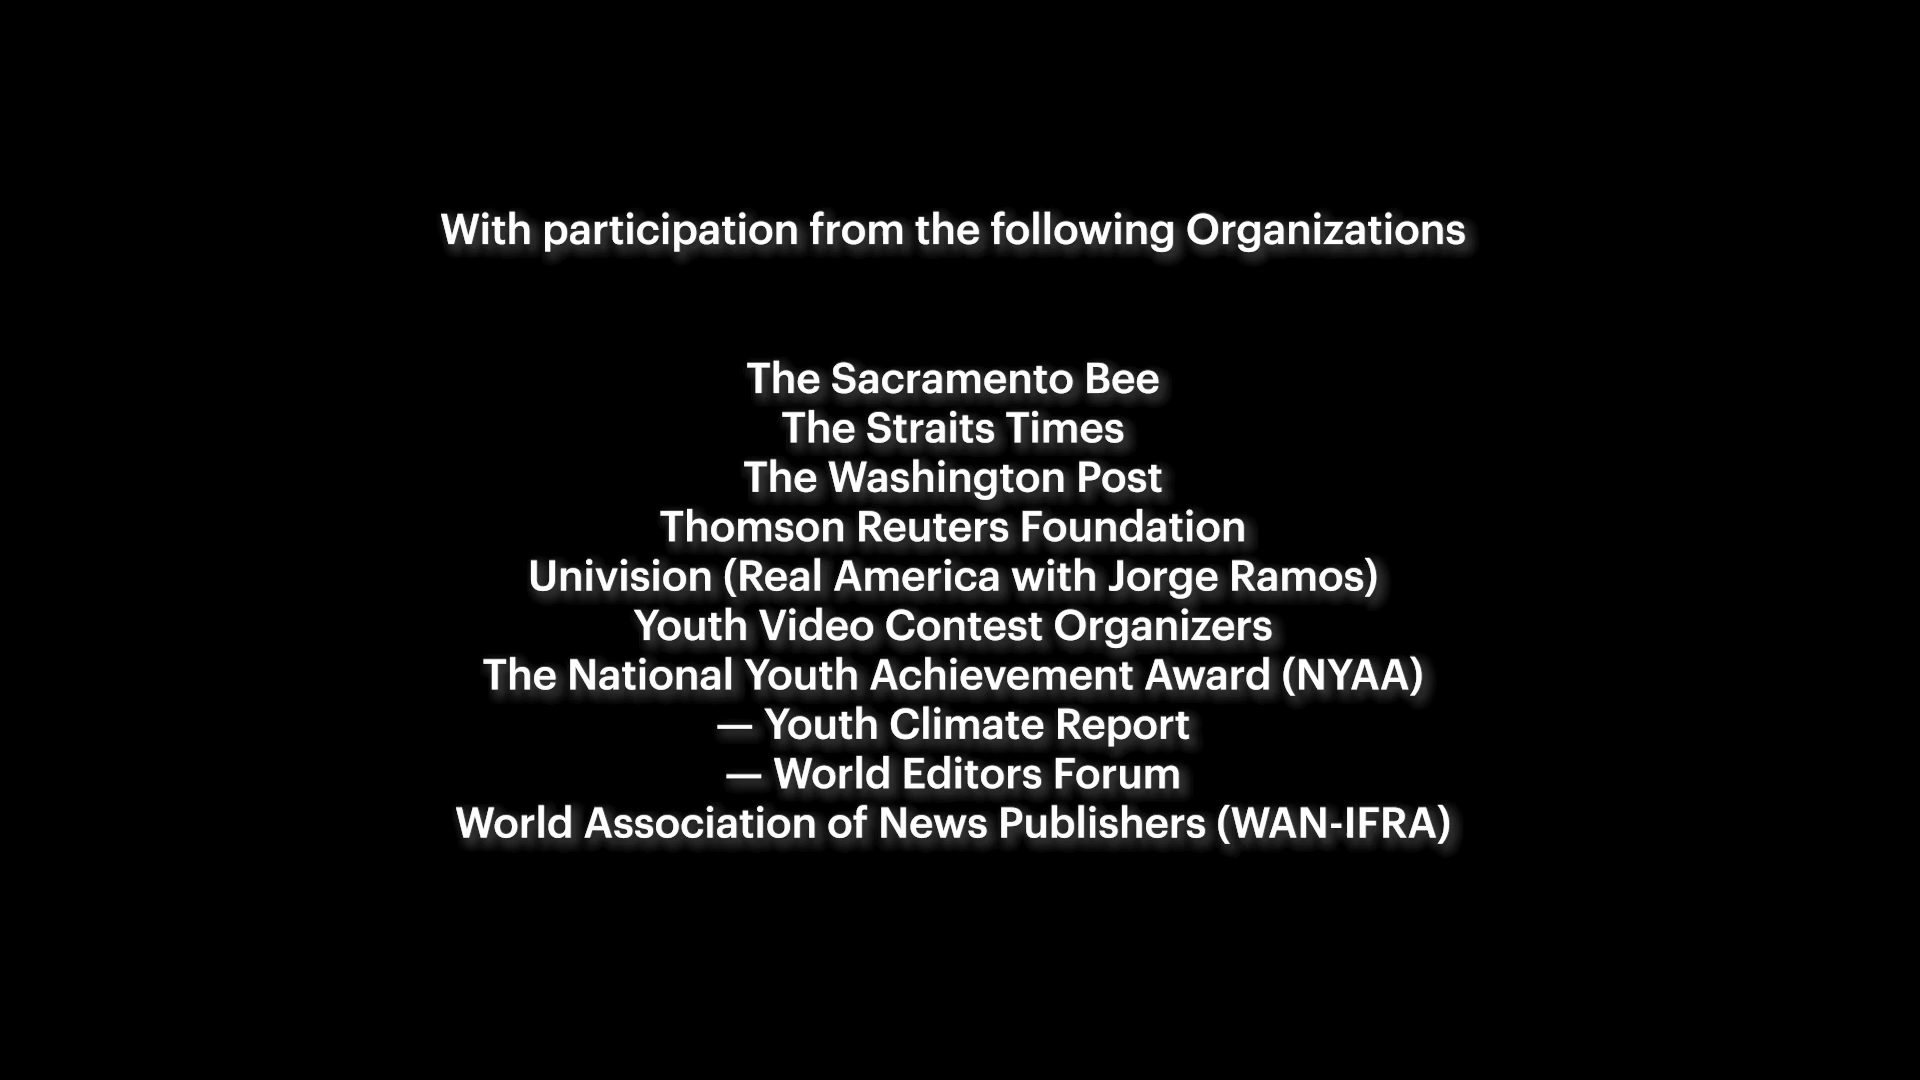 With participation from the following Organizations
The Sacramento Bee
The Straits Times
The Washington Post
Thomson Reuters Foundation
Univision (Real America with Jorge Ramos)
Youth Video Contest Organizers
The National Youth Achievement Award (NYAA)
— Youth Climate Report
— World Editors Forum
World Association of News Publishers (WAN-IFRA)